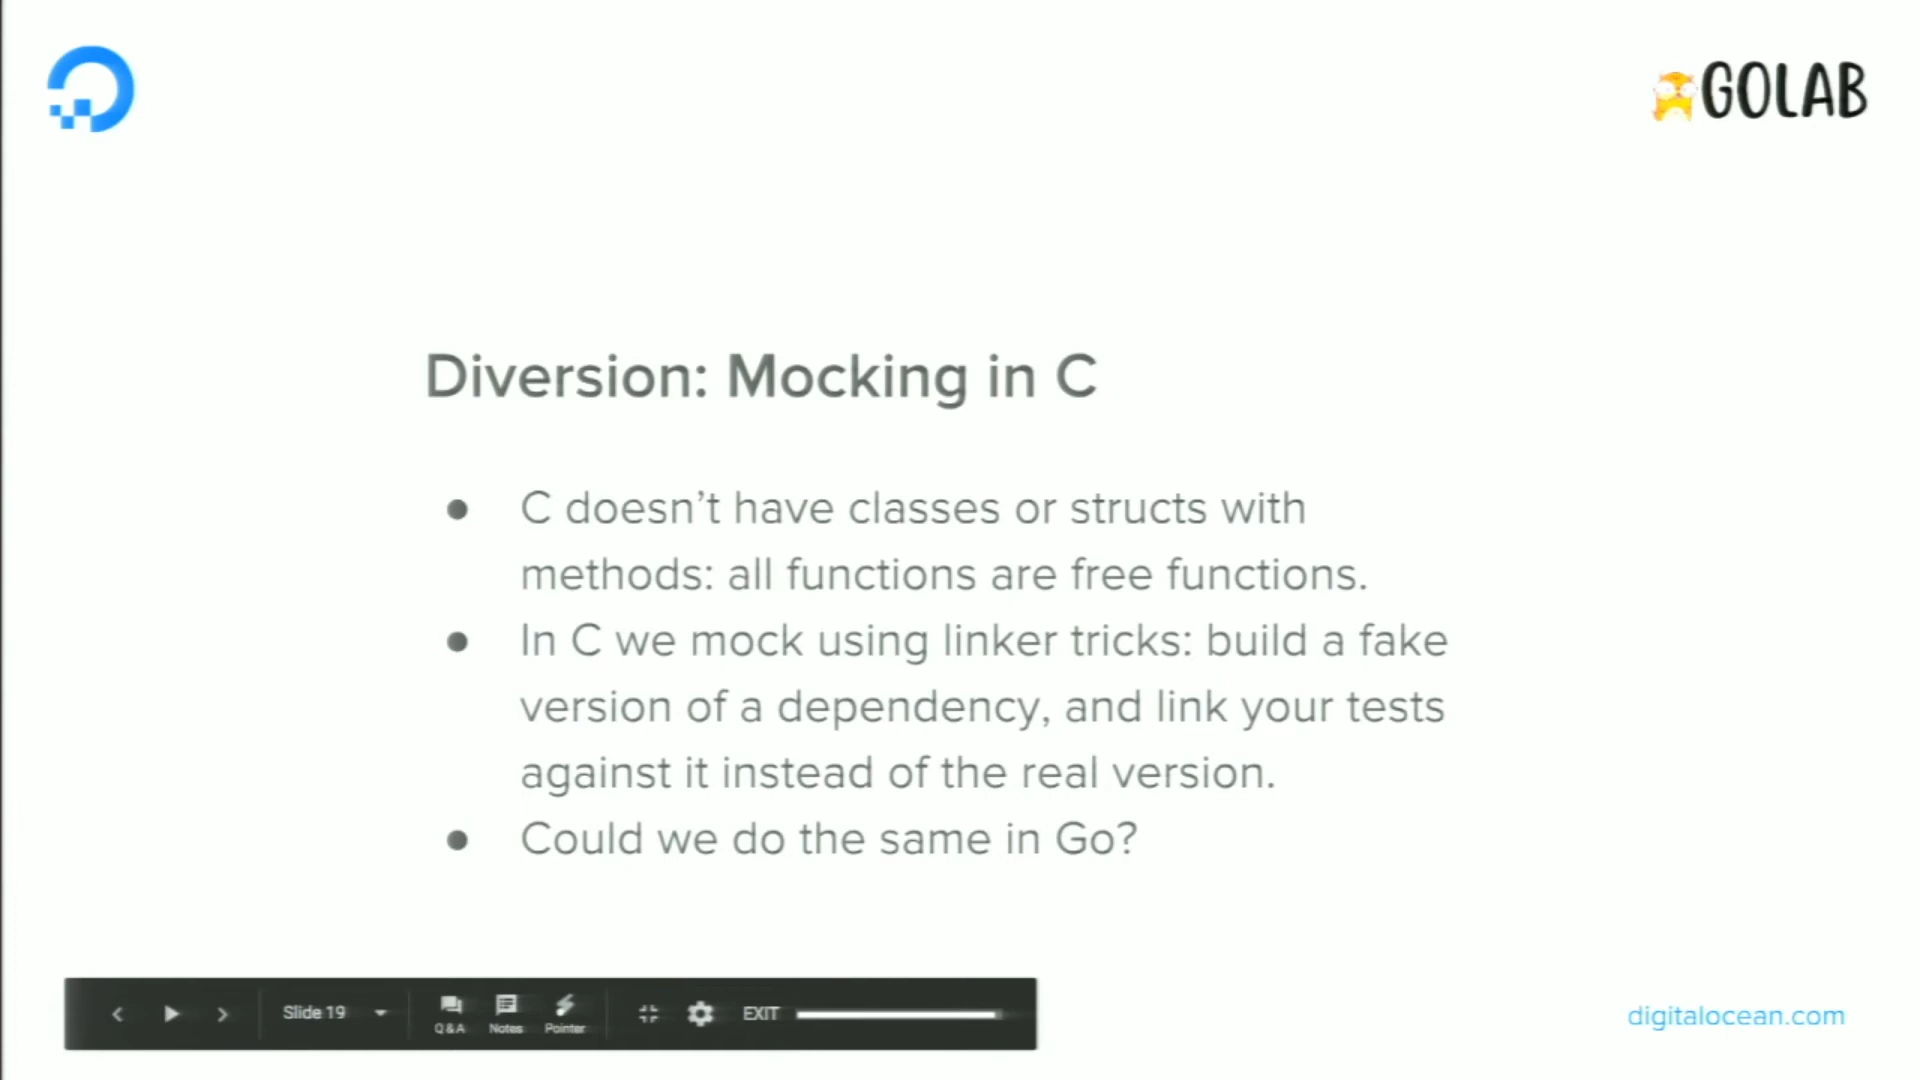 GOLAB
Diversion: Mocking in C
● C doesn’t have classes or structs with
methods: all functions are free functions.
● In C we mock using linker tricks: build a fake
version of a dependency, and link your tests
against it instead of the real version.
● Could we do the same in Go?
Slide 19
Q&A
Notes
Pointer
EXIT
digitalocean.com